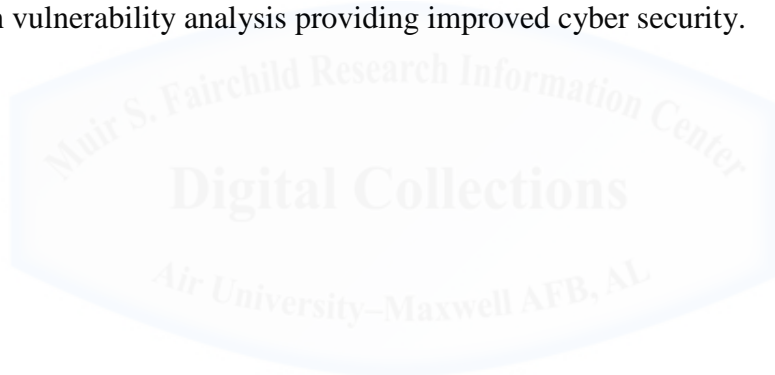 vulnerability analysis providing improved cyber security.
Muir S. Fairchild Research Information Center
Digital Collections
Air University–Maxwell AFB, AL